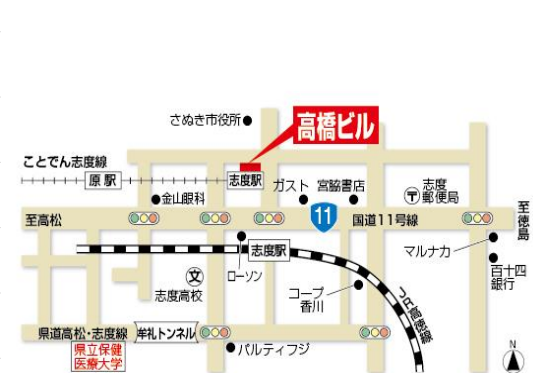 さぬき市役所
高橋ビル
ことでん志度線
原駅
志度駅
ガスト
宮脇書店
志度
郵便局
金山眼科
至高松
11
国道11号線
至徳島
志度駅
マルナカ
ローソン
百十四
銀行
文
志度高校
コープ
香川
JR高徳線
県道高松・志度線
牟礼トンネル
県立保健
医療大学
パルティフジ
N